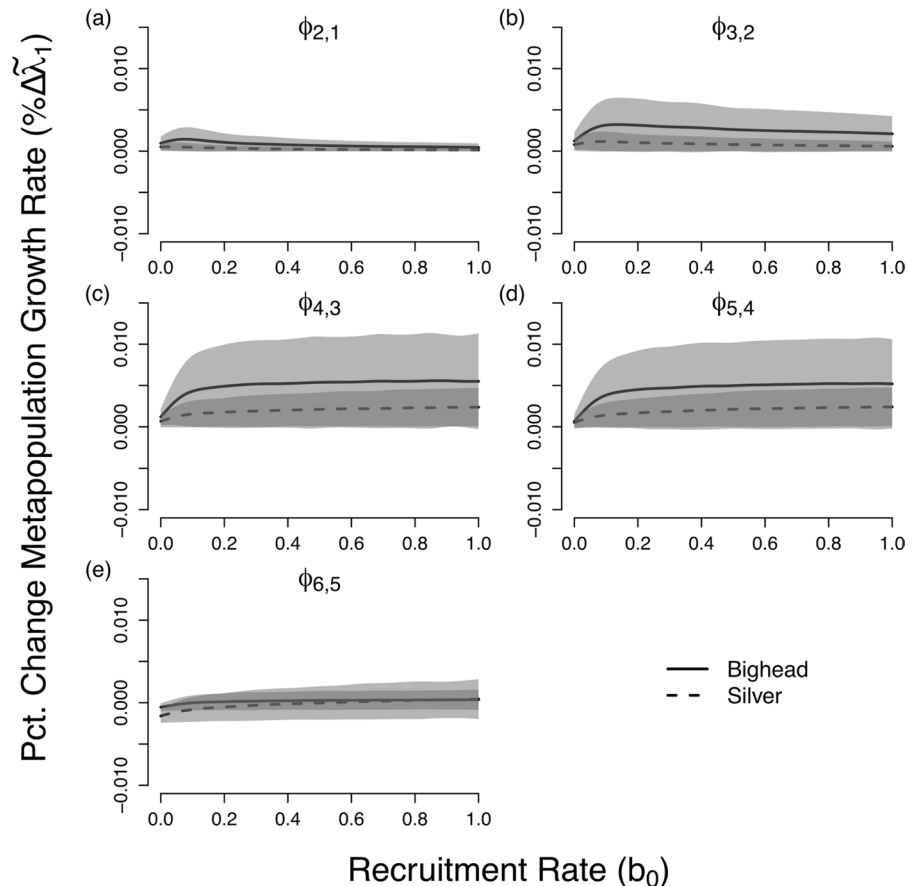 Pct. Change Metapopulation Growth Rate (%Δλ̃₁)
(a)
ϕ₂,₁
0.010
0.000
−0.010
0.0 0.2 0.4 0.6 0.8 1.0
(b)
ϕ₃,₂
0.010
0.000
−0.010
0.0 0.2 0.4 0.6 0.8 1.0
(c)
ϕ₄,₃
0.010
0.000
−0.010
0.0 0.2 0.4 0.6 0.8 1.0
(d)
ϕ₅,₄
0.010
0.000
−0.010
0.0 0.2 0.4 0.6 0.8 1.0
(e)
ϕ₆,₅
0.010
0.000
−0.010
0.0 0.2 0.4 0.6 0.8 1.0
Bighead
Silver
Recruitment Rate (b₀)